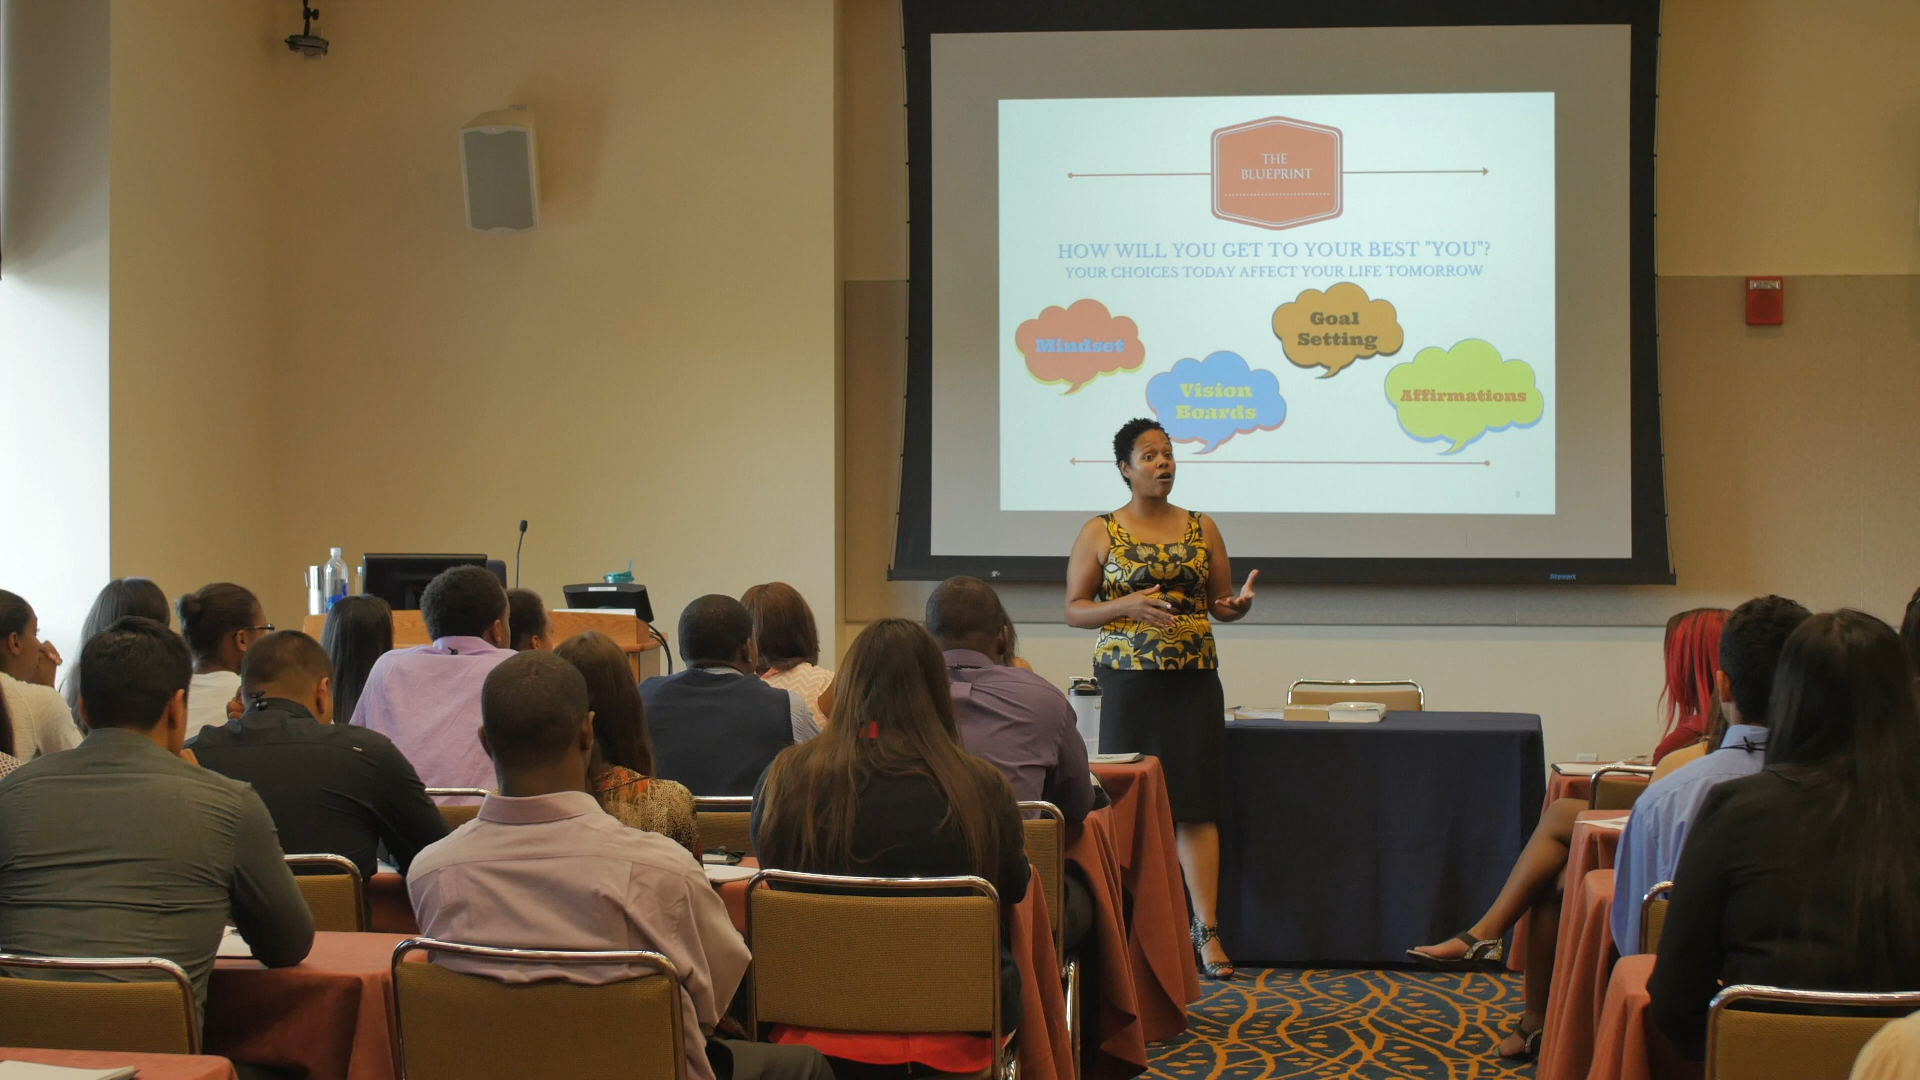 THE
BLUEPRINT
HOW WILL YOU GET TO YOUR BEST "YOU"?
YOUR CHOICES TODAY AFFECT YOUR LIFE TOMORROW
Mindset
Goal
Setting
Vision
Boards
Affirmations
Stewart